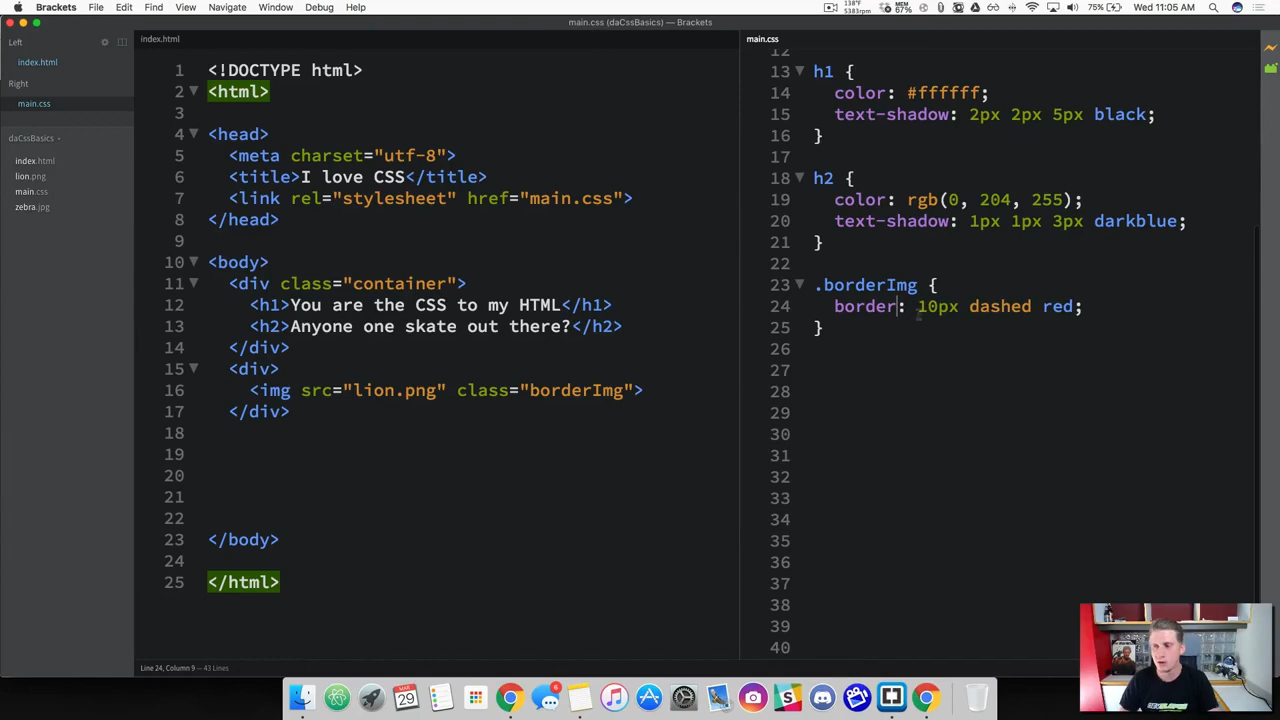 Brackets File Edit Find View Navigate Window Debug Help
138°F
5383rpm
MEM
67%
75% Wed 11:05 AM
main.css (daCssBasics) — Brackets
Left
index.html
Right
main.css
daCssBasics
index.html
lion.png
main.css
zebra.jpg
index.html
1 <!DOCTYPE html>
2 <html>
3
4 <head>
5 <meta charset="utf-8">
6 <title>I love CSS</title>
7 <link rel="stylesheet" href="main.css">
8 </head>
9
10 <body>
11 <div class="container">
12 <h1>You are the CSS to my HTML</h1>
13 <h2>Anyone one skate out there?</h2>
14 </div>
15 <div>
16 <img src="lion.png" class="borderImg">
17 </div>
18
19
20
21
22
23 </body>
24
25 </html>
main.css
12
13 h1 {
14 color: #ffffff;
15 text-shadow: 2px 2px 5px black;
16 }
17
18 h2 {
19 color: rgb(0, 204, 255);
20 text-shadow: 1px 1px 3px darkblue;
21 }
22
23 .borderImg {
24 border: 10px dashed red;
25 }
26
27
28
29
30
31
32
33
34
35
36
37
38
39
40
Line 24, Column 9 — 43 Lines
MAR
29
6